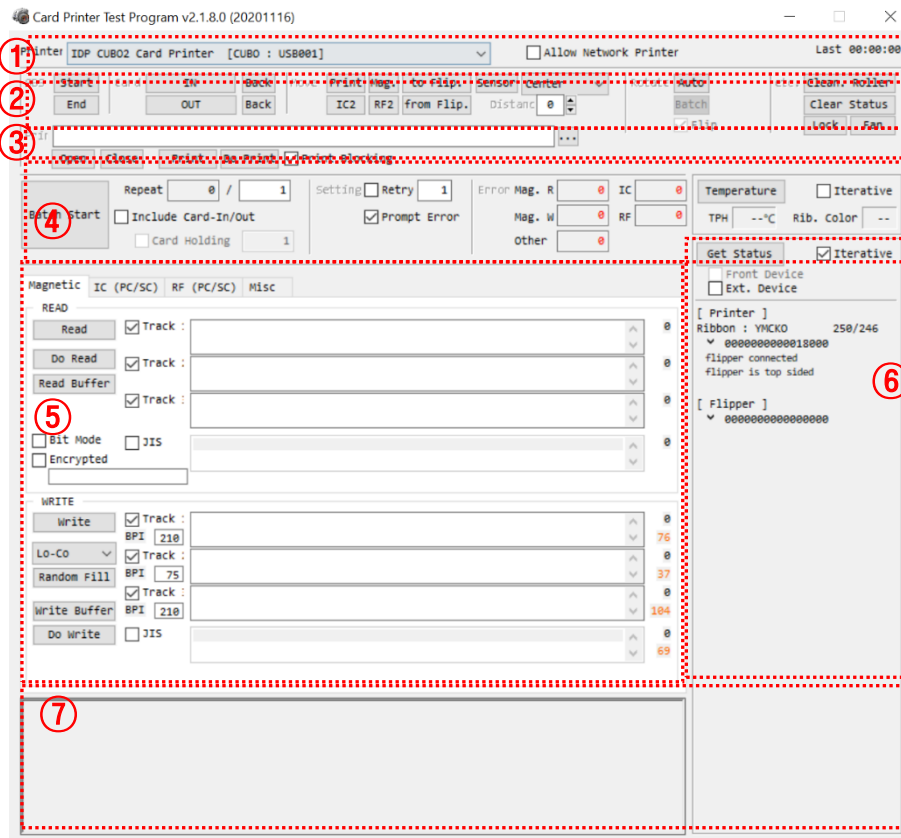 Card Printer Test Program v2.1.8.0 (20201116)
① Printer IDP CUBO2 Card Printer [CUBO : USB001] Allow Network Printer Last 00:00:00
② Start Card IN Back Move Print Mag. to Flip. Sensor Center Rotate Auto Clean. Roller
End OUT Back IC2 RF2 from Flip. Distanc 0 Batch Clear Status
Flip Lock Fan
③ ...
Open Close Print Do Print Print Blocking
④ Batch Start Repeat 0 / 1 Setting Retry 1 Error Mag. R 0 IC 0 Temperature Iterative
Include Card-In/Out Prompt Error Mag. W 0 RF 0 TPH --℃ Rib. Color --
Card Holding 1 Other 0
Get Status Iterative
Front Device
Ext. Device
Magnetic IC (PC/SC) RF (PC/SC) Misc
READ
Read Track : 0
Do Read Track : 0
Read Buffer
Track : 0
⑤
Bit Mode JIS 0
Encrypted
WRITE
Write Track : 0
BPI 210 76
Lo-Co Track : 0
Random Fill BPI 75 37
Track : 0
Write Buffer BPI 210 104
Do Write JIS 0
69
[ Printer ]
Ribbon : YMCKO 250/246
0000000000018000
flipper connected
flipper is top sided
⑥
[ Flipper ]
0000000000000000
⑦